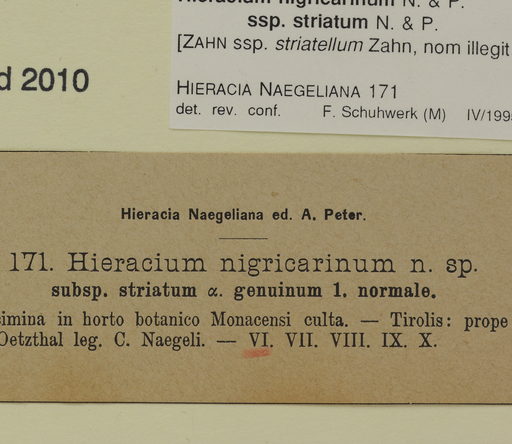 Hieracium nigricarinum N. & P.
ssp. striatum N. & P.
[ZAHN ssp. striatellum Zahn, nom illegit
HIERACIA NAEGELIANA 171
det. rev. conf. F. Schuhwerk (M) IV/199
d 2010
Hieracia Naegeliana ed. A. Peter.
171. Hieracium nigricarinum n. sp.
subsp. striatum α. genuinum 1. normale.
imina in horto botanico Monacensi culta. — Tirolis: prope
Oetzthal leg. C. Naegeli. — VI. VII. VIII. IX. X.